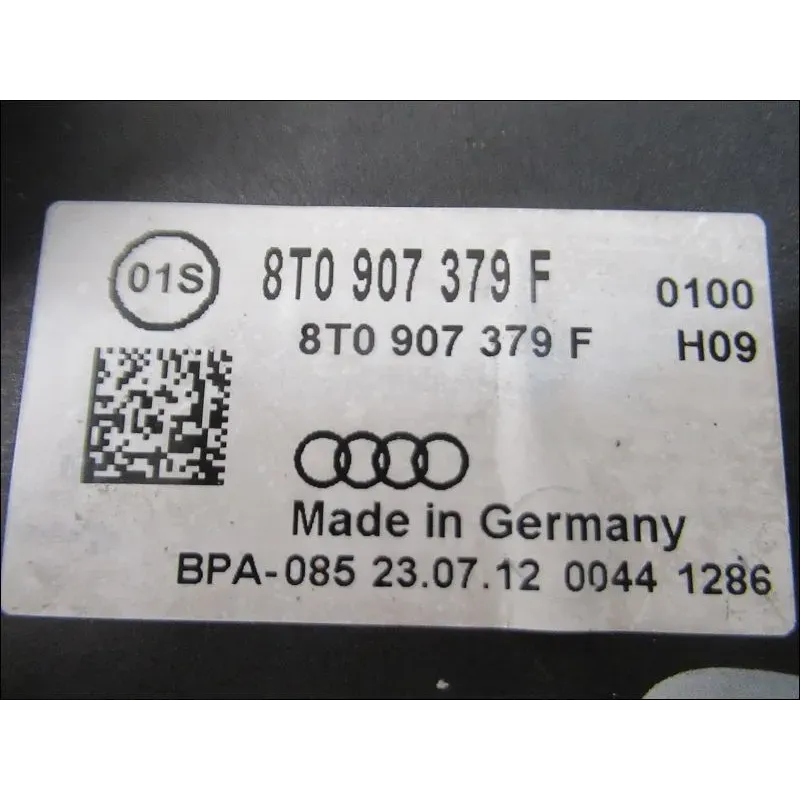 01S 8T0 907 379 F 0100
8T0 907 379 F H09
Made in Germany
BPA-085 23.07.12 0044 1286